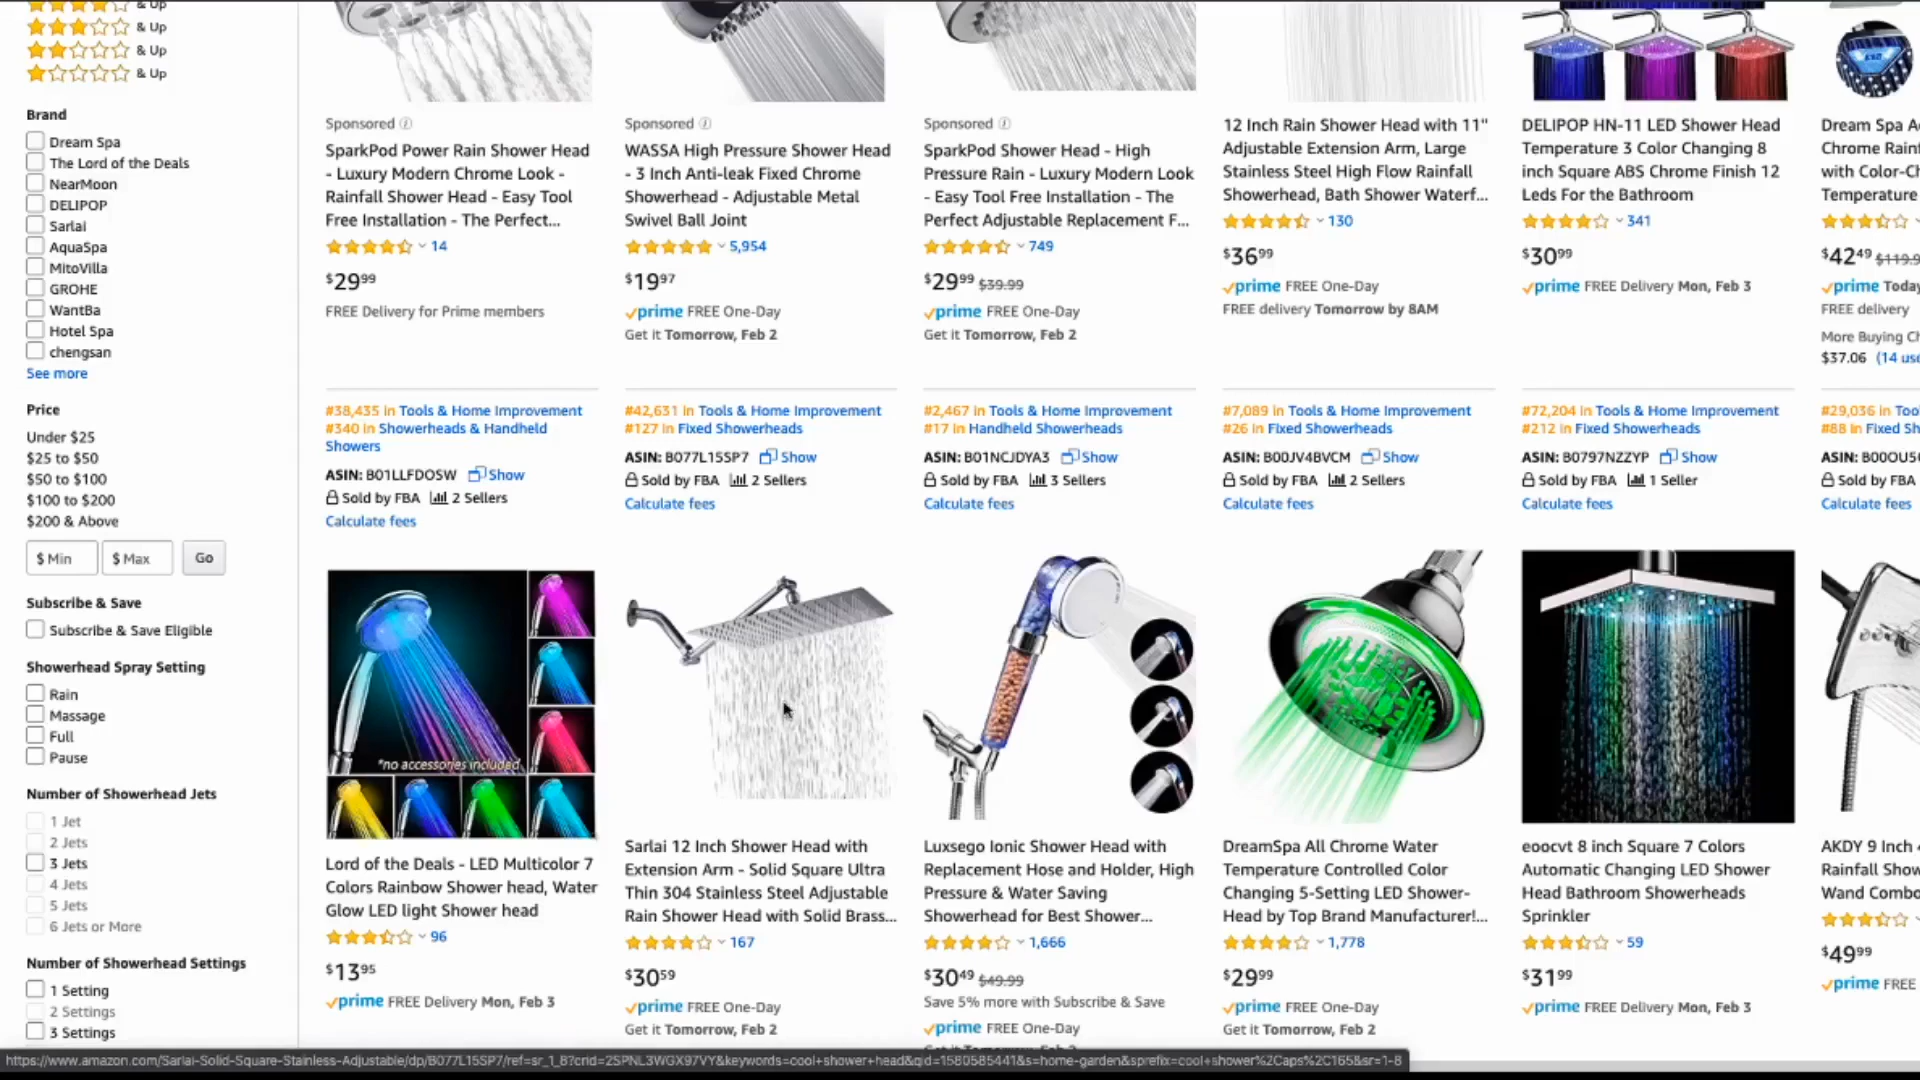 & Up
& Up
& Up
& Up
Brand
Dream Spa
The Lord of the Deals
NearMoon
DELIPOP
Sarlai
AquaSpa
MitoVilla
GROHE
WantBa
Hotel Spa
chengsan
See more
Price
Under $25
$25 to $50
$50 to $100
$100 to $200
$200 & Above
$ Min $ Max Go
Subscribe & Save
Subscribe & Save Eligible
Showerhead Spray Setting
Rain
Massage
Full
Pause
Number of Showerhead Jets
1 Jet
2 Jets
3 Jets
4 Jets
5 Jets
6 Jets or More
Number of Showerhead Settings
1 Setting
2 Settings
3 Settings
Sponsored
SparkPod Power Rain Shower Head
- Luxury Modern Chrome Look -
Rainfall Shower Head - Easy Tool
Free Installation - The Perfect...
14
$29 99
FREE Delivery for Prime members
#38,435 in Tools & Home Improvement
#340 in Showerheads & Handheld
Showers
ASIN: B01LLFDOSW Show
Sold by FBA 2 Sellers
Calculate fees
Sponsored
WASSA High Pressure Shower Head
- 3 Inch Anti-leak Fixed Chrome
Showerhead - Adjustable Metal
Swivel Ball Joint
5,954
$19 97
prime FREE One-Day
Get it Tomorrow, Feb 2
#42,631 in Tools & Home Improvement
#127 in Fixed Showerheads
ASIN: B077L15SP7 Show
Sold by FBA 2 Sellers
Calculate fees
Sponsored
SparkPod Shower Head - High
Pressure Rain - Luxury Modern Look
- Easy Tool Free Installation - The
Perfect Adjustable Replacement F...
749
$29 99 $39.99
prime FREE One-Day
Get it Tomorrow, Feb 2
#2,467 in Tools & Home Improvement
#17 in Handheld Showerheads
ASIN: B01NCJDYA3 Show
Sold by FBA 3 Sellers
Calculate fees
12 Inch Rain Shower Head with 11"
Adjustable Extension Arm, Large
Stainless Steel High Flow Rainfall
Showerhead, Bath Shower Waterf...
130
$36 99
prime FREE One-Day
FREE delivery Tomorrow by 8AM
#7,089 in Tools & Home Improvement
#26 in Fixed Showerheads
ASIN: B00JV4BVCM Show
Sold by FBA 2 Sellers
Calculate fees
DELIPOP HN-11 LED Shower Head
Temperature 3 Color Changing 8
inch Square ABS Chrome Finish 12
Leds For the Bathroom
341
$30 99
prime FREE Delivery Mon, Feb 3
#72,204 in Tools & Home Improvement
#212 in Fixed Showerheads
ASIN: B0797NZZYP Show
Sold by FBA 1 Seller
Calculate fees
Dream Spa A
Chrome Rainf
with Color-Ch
Temperature
$42 49 $119.9
prime Today
FREE delivery
More Buying Ch
$37.06 (14 use
#29,036 in Tool
#88 in Fixed Sh
ASIN: B00OU5
Sold by FBA
Calculate fees
*no accessories included
Lord of the Deals - LED Multicolor 7
Colors Rainbow Shower head, Water
Glow LED light Shower head
96
$13 95
prime FREE Delivery Mon, Feb 3
Sarlai 12 Inch Shower Head with
Extension Arm - Solid Square Ultra
Thin 304 Stainless Steel Adjustable
Rain Shower Head with Solid Brass...
167
$30 59
prime FREE One-Day
Get it Tomorrow, Feb 2
Luxsego Ionic Shower Head with
Replacement Hose and Holder, High
Pressure & Water Saving
Showerhead for Best Shower...
1,666
$30 49 $49.99
Save 5% more with Subscribe & Save
prime FREE One-Day
DreamSpa All Chrome Water
Temperature Controlled Color
Changing 5-Setting LED Shower-
Head by Top Brand Manufacturer!...
1,778
$29 99
prime FREE One-Day
Get it Tomorrow, Feb 2
eoocvt 8 inch Square 7 Colors
Automatic Changing LED Shower
Head Bathroom Showerheads
Sprinkler
59
$31 99
prime FREE Delivery Mon, Feb 3
AKDY 9 Inch
Rainfall Show
Wand Combo
$49 99
prime FREE
https://www.amazon.com/Sarlai-Solid-Square-Stainless-Adjustable/dp/B077L15SP7/ref=sr_1_8?crid=2SPNL3WGX97VY&keywords=cool+shower+head&qid=1580585441&s=home-garden&sprefix=cool+shower%2Caps%2C165&sr=1-8